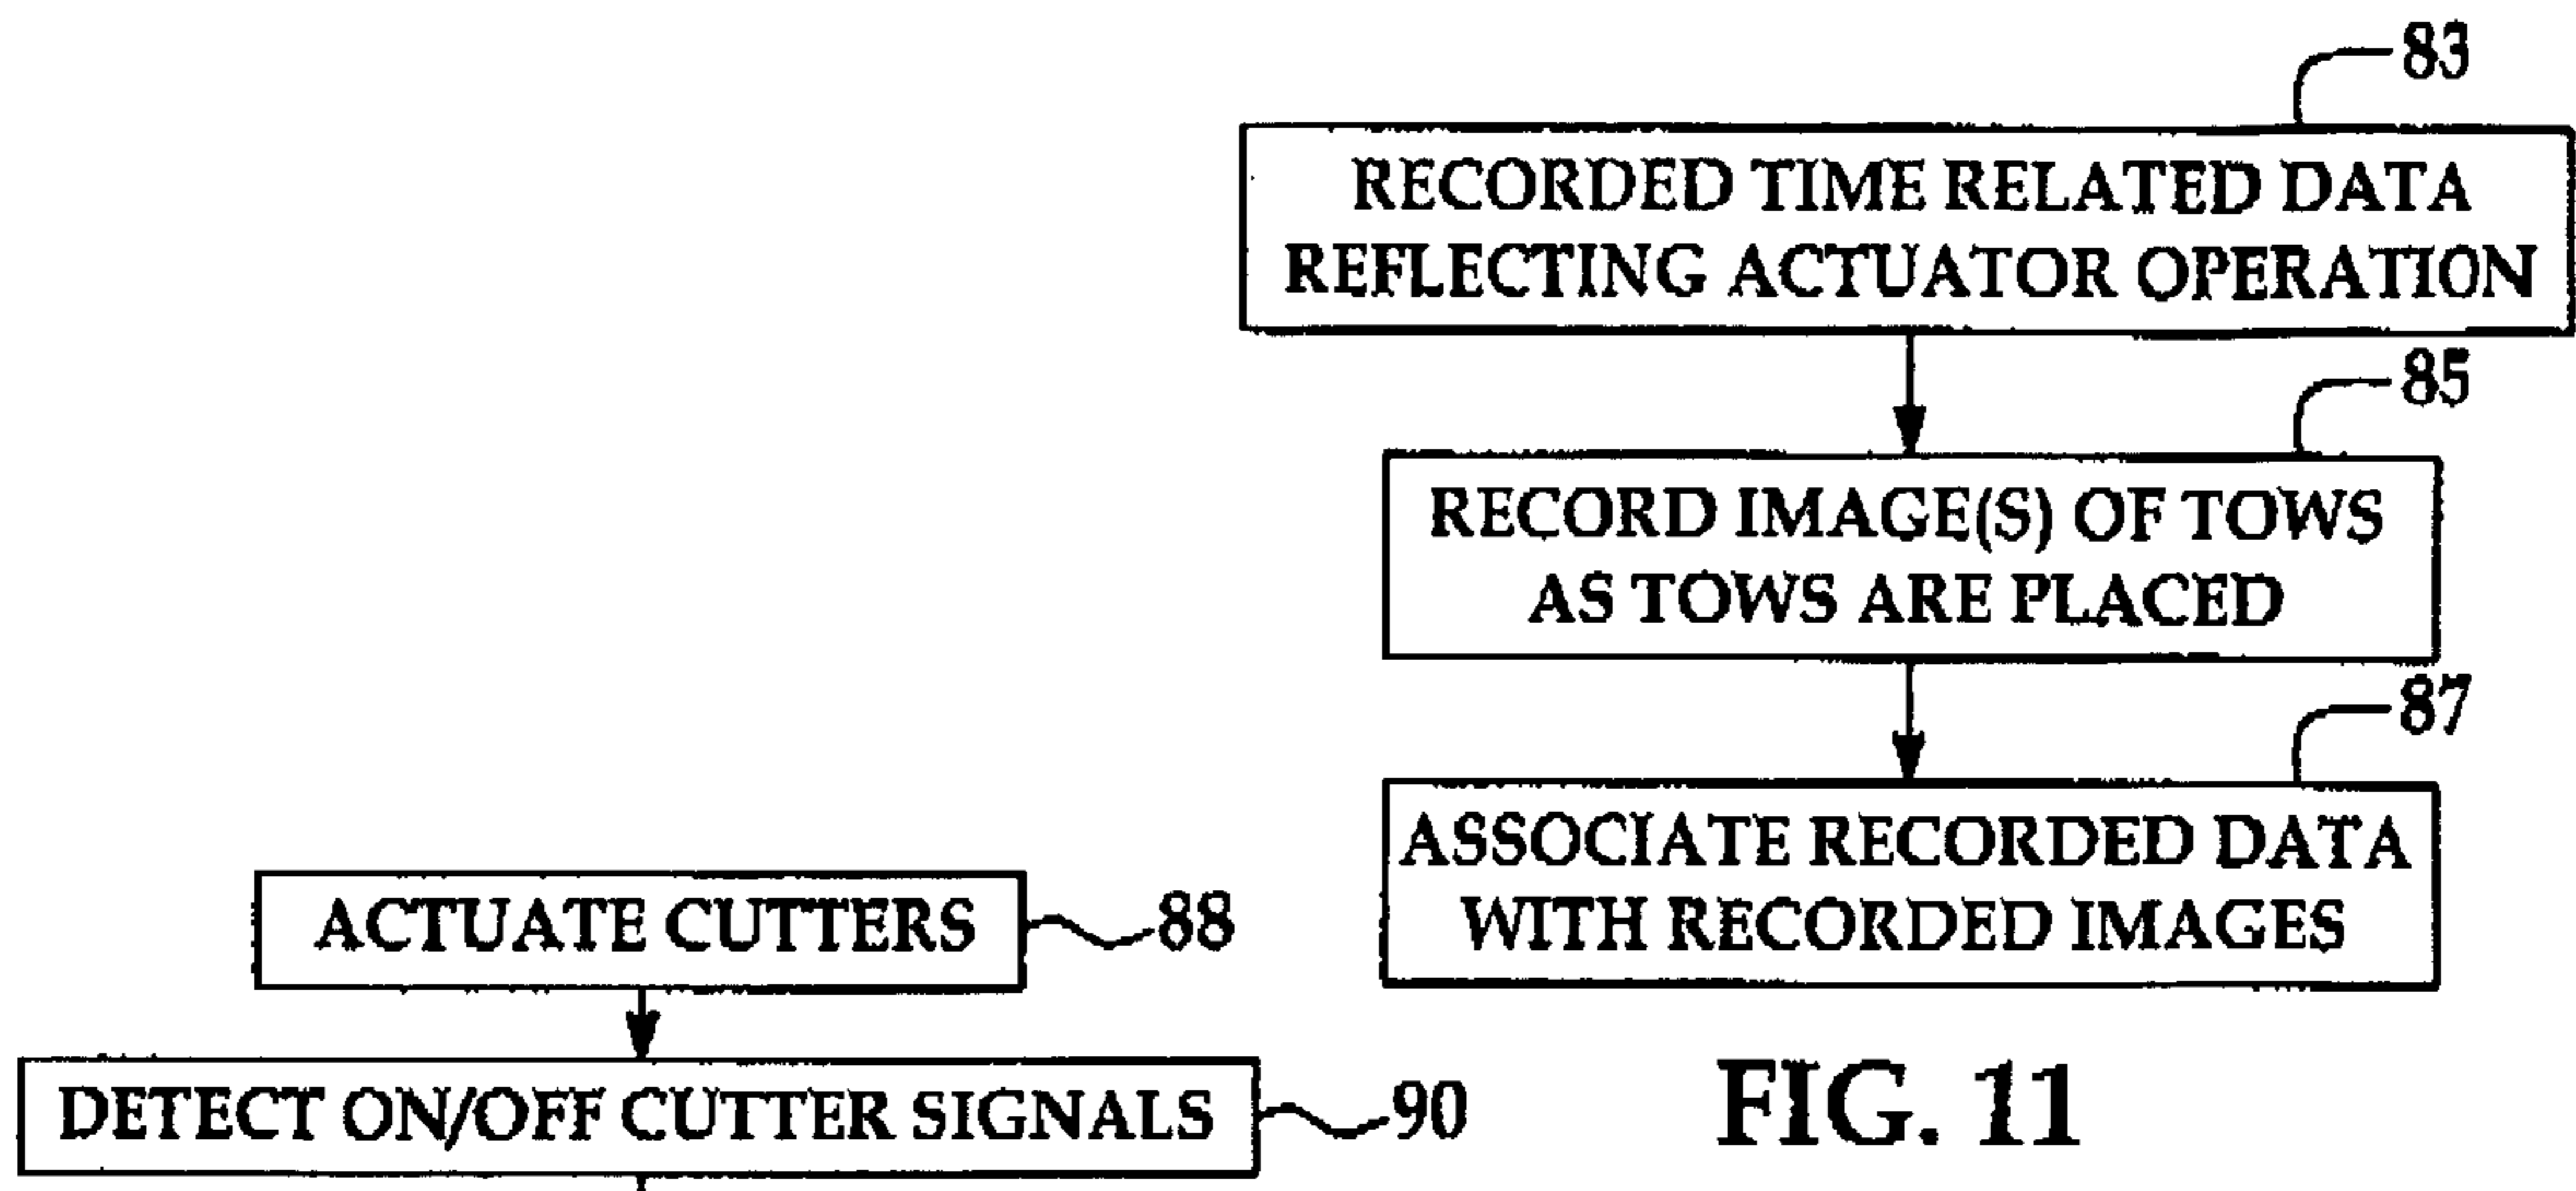 83
RECORDED TIME RELATED DATA
REFLECTING ACTUATOR OPERATION
85
RECORD IMAGE(S) OF TOWS
AS TOWS ARE PLACED
87
ASSOCIATE RECORDED DATA
WITH RECORDED IMAGES
ACTUATE CUTTERS 88
DETECT ON/OFF CUTTER SIGNALS 90
FIG. 11